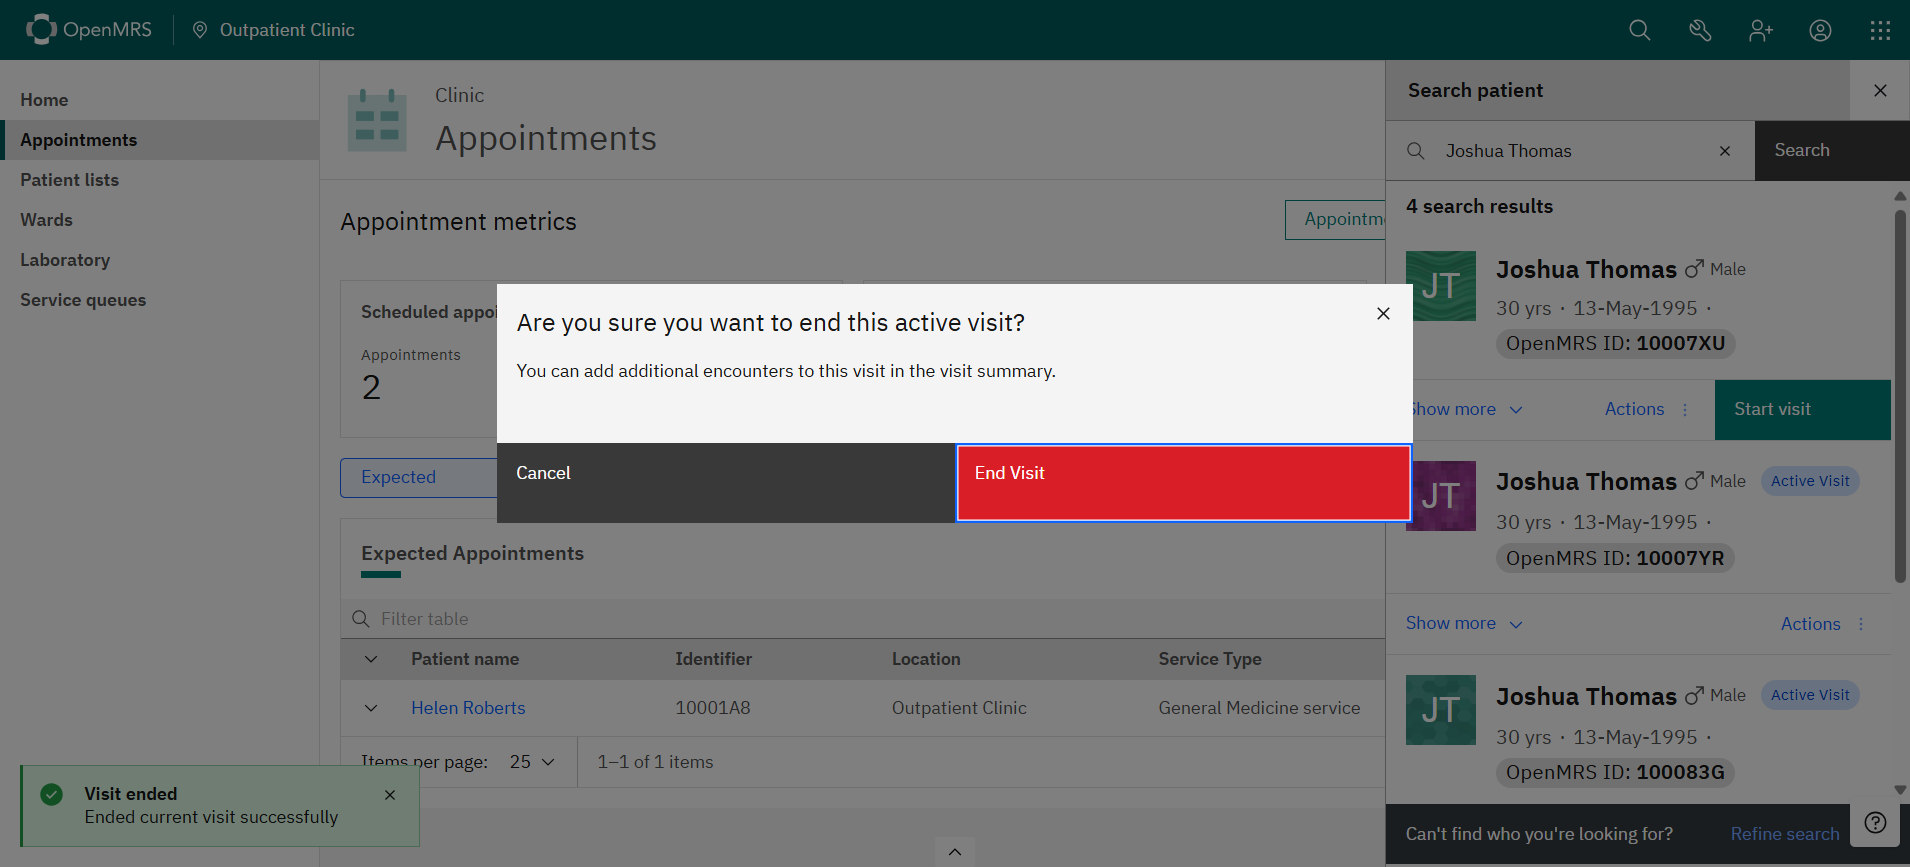 OpenMRS
Outpatient Clinic
Home
Appointments
Patient lists
Wards
Laboratory
Service queues
Clinic
Appointments
Appointment metrics
Scheduled appoi
Appointments
2
Expected
Expected Appointments
Filter table
Patient name Identifier Location Service Type
Helen Roberts 10001A8 Outpatient Clinic General Medicine service
Items per page: 25 1–1 of 1 items
Visit ended
Ended current visit successfully
Are you sure you want to end this active visit?
You can add additional encounters to this visit in the visit summary.
Cancel
End Visit
Search patient
Joshua Thomas
Search
4 search results
JT
Joshua Thomas Male
30 yrs · 13-May-1995 ·
OpenMRS ID: 10007XU
Show more
Actions
Start visit
JT
Joshua Thomas Male Active Visit
30 yrs · 13-May-1995 ·
OpenMRS ID: 10007YR
Show more
Actions
JT
Joshua Thomas Male Active Visit
30 yrs · 13-May-1995 ·
OpenMRS ID: 100083G
Can't find who you're looking for?
Refine search